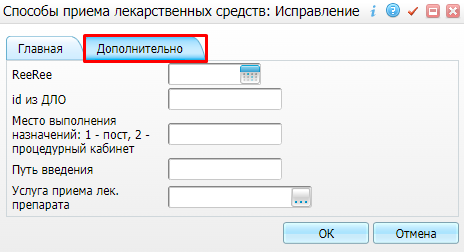 Способы приема лекарственных средств: Исправление
Главная
Дополнительно
ReeRee
id из ДЛО
Место выполнения
назначений: 1 - пост, 2 -
процедурный кабинет
Путь введения
Услуга приема лек.
препарата
...
OK
Отмена